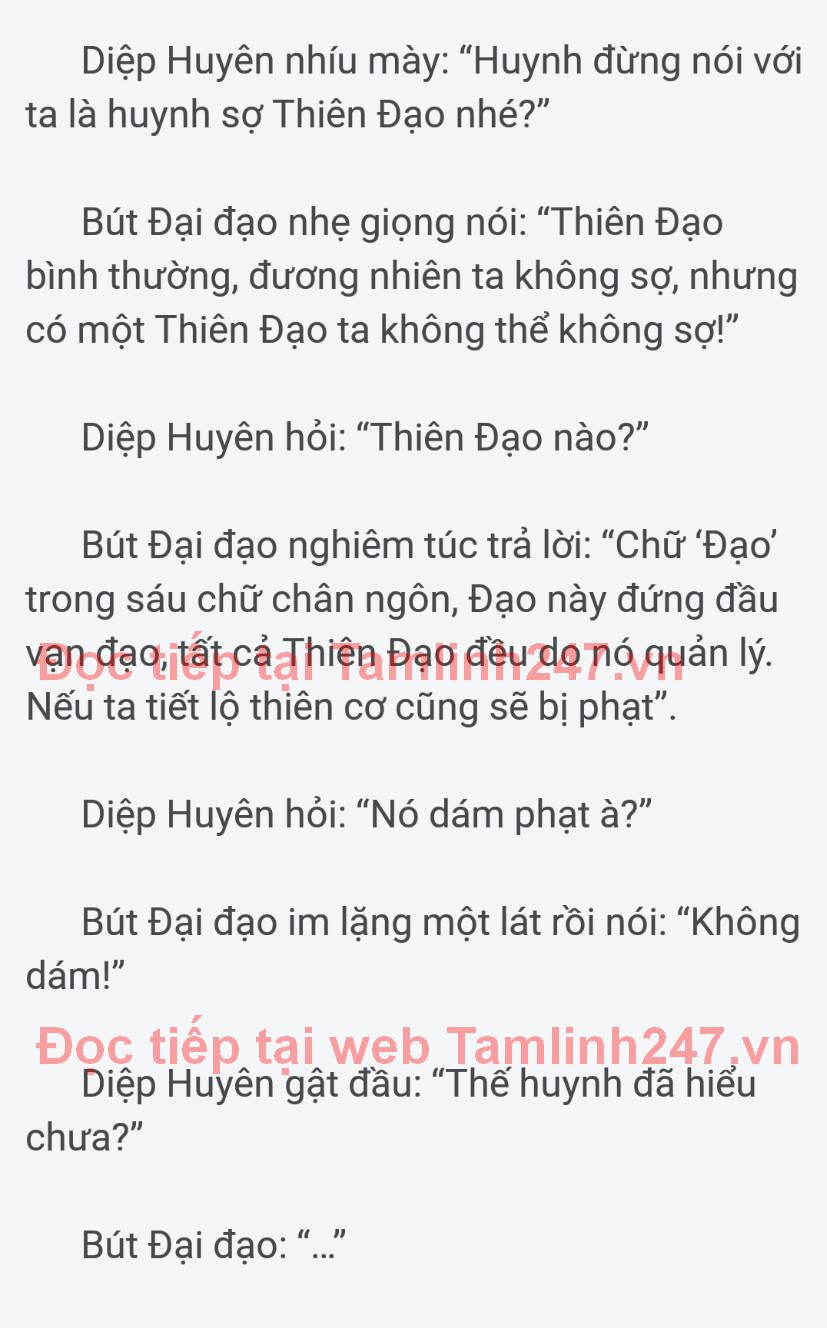 Diệp Huyên nhíu mày: “Huynh đừng nói với
ta là huynh sợ Thiên Đạo nhé?”
Bút Đại đạo nhẹ giọng nói: “Thiên Đạo
bình thường, đương nhiên ta không sợ, nhưng
có một Thiên Đạo ta không thể không sợ!”
Diệp Huyên hỏi: “Thiên Đạo nào?”
Bút Đại đạo nghiêm túc trả lời: “Chữ ‘Đạo’
trong sáu chữ chân ngôn, Đạo này đứng đầu
vạn đạo, tất cả Thiên Đạo đều do nó quản lý.
Đọc tiếp tại Tamlinh247.vn
Nếu ta tiết lộ thiên cơ cũng sẽ bị phạt”.
Diệp Huyên hỏi: “Nó dám phạt à?”
Bút Đại đạo im lặng một lát rồi nói: “Không
dám!”
Đọc tiếp tại web Tamlinh247.vn
Diệp Huyên gật đầu: “Thế huynh đã hiểu
chưa?”
Bút Đại đạo: “...”